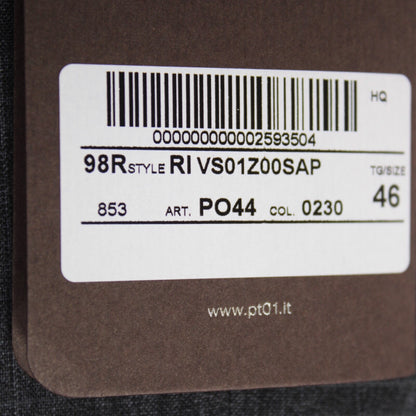 HQ
000000000002593504
98R STYLE RI VS01Z00SAP TG/SIZE
853 ART. PO44 COL. 0230 46
www.pt01.it